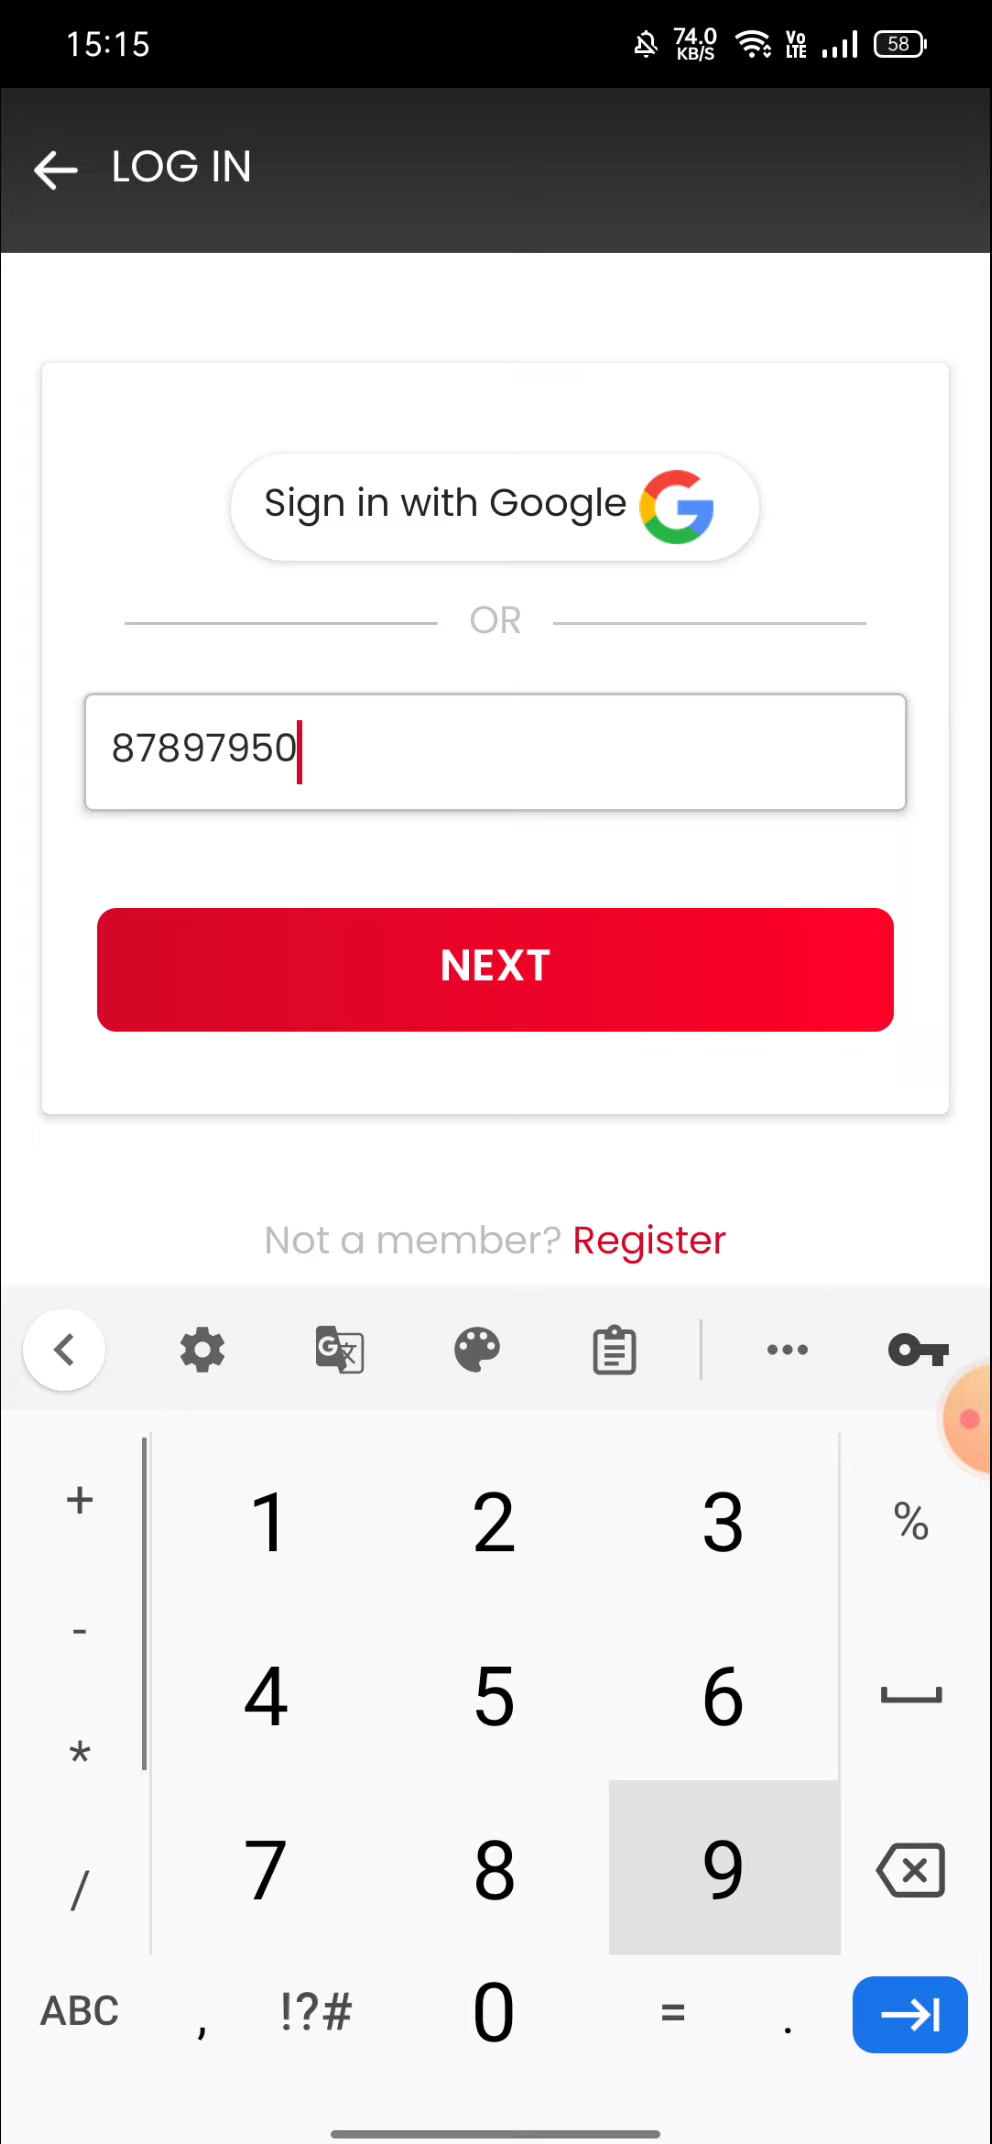 15:15 74.0 KB/S Vo LTE 58
LOG IN
Sign in with Google
OR
87897950
NEXT
Not a member? Register
+ 1 2 3 %
- 4 5 6
* 7 8 9
/
ABC , !?# 0 = .